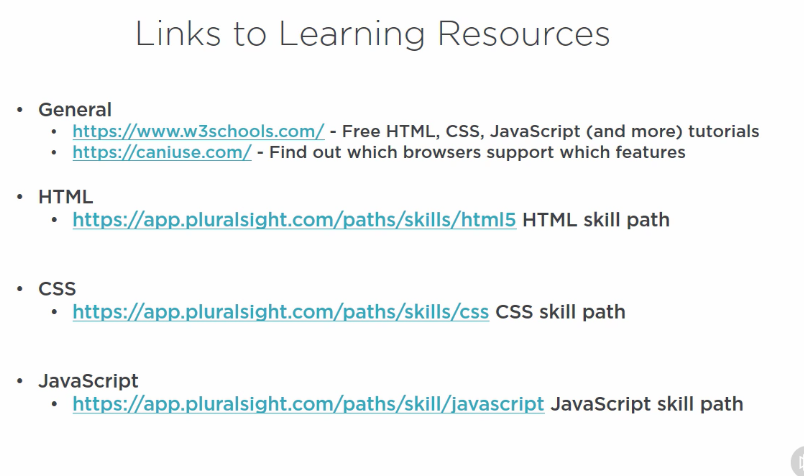 Links to Learning Resources
• General
• https://www.w3schools.com/ - Free HTML, CSS, JavaScript (and more) tutorials
• https://caniuse.com/ - Find out which browsers support which features
• HTML
• https://app.pluralsight.com/paths/skills/html5 HTML skill path
• CSS
• https://app.pluralsight.com/paths/skills/css CSS skill path
• JavaScript
• https://app.pluralsight.com/paths/skill/javascript JavaScript skill path